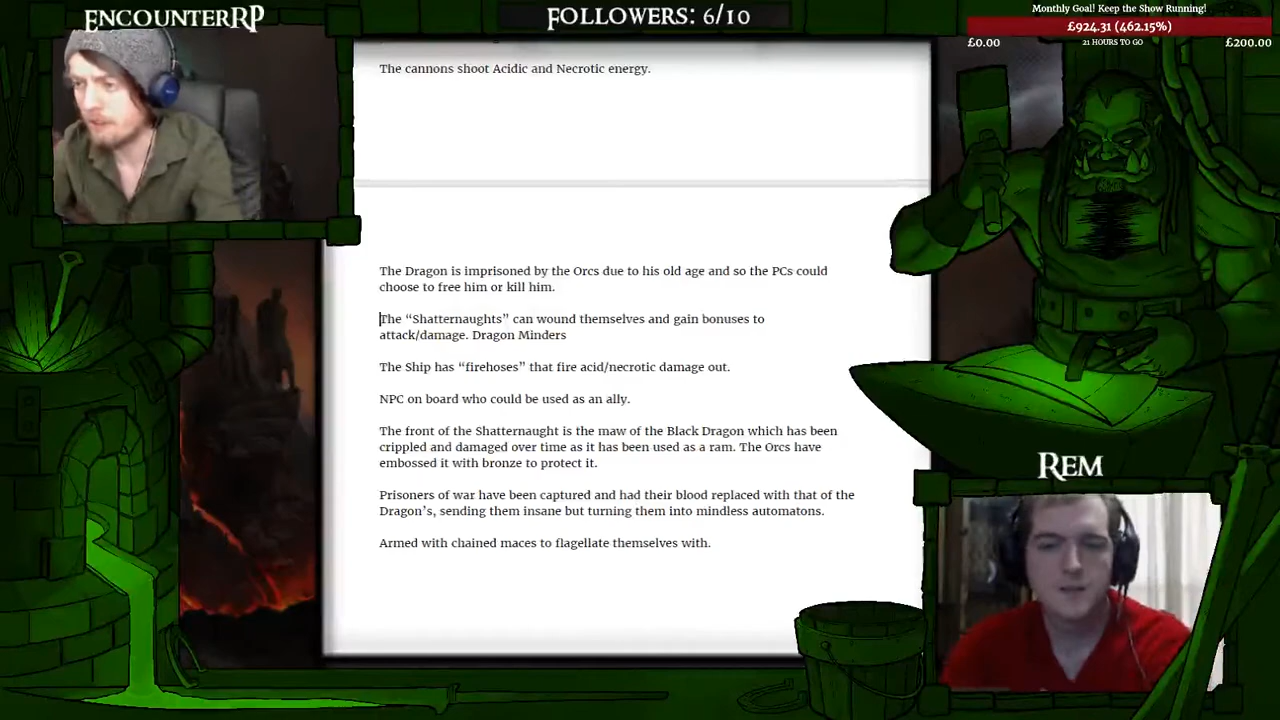 ENCOUNTERRP
FOLLOWERS: 6/10
Monthly Goal! Keep the Show Running!
£924.31 (462.15%)
£0.00
21 HOURS TO GO
£200.00
The cannons shoot Acidic and Necrotic energy.
The Dragon is imprisoned by the Orcs due to his old age and so the PCs could
choose to free him or kill him.
The “Shatternaughts” can wound themselves and gain bonuses to
attack/damage. Dragon Minders
The Ship has “firehoses” that fire acid/necrotic damage out.
NPC on board who could be used as an ally.
The front of the Shatternaught is the maw of the Black Dragon which has been
crippled and damaged over time as it has been used as a ram. The Orcs have
embossed it with bronze to protect it.
Prisoners of war have been captured and had their blood replaced with that of the
Dragon’s, sending them insane but turning them into mindless automatons.
Armed with chained maces to flagellate themselves with.
REM